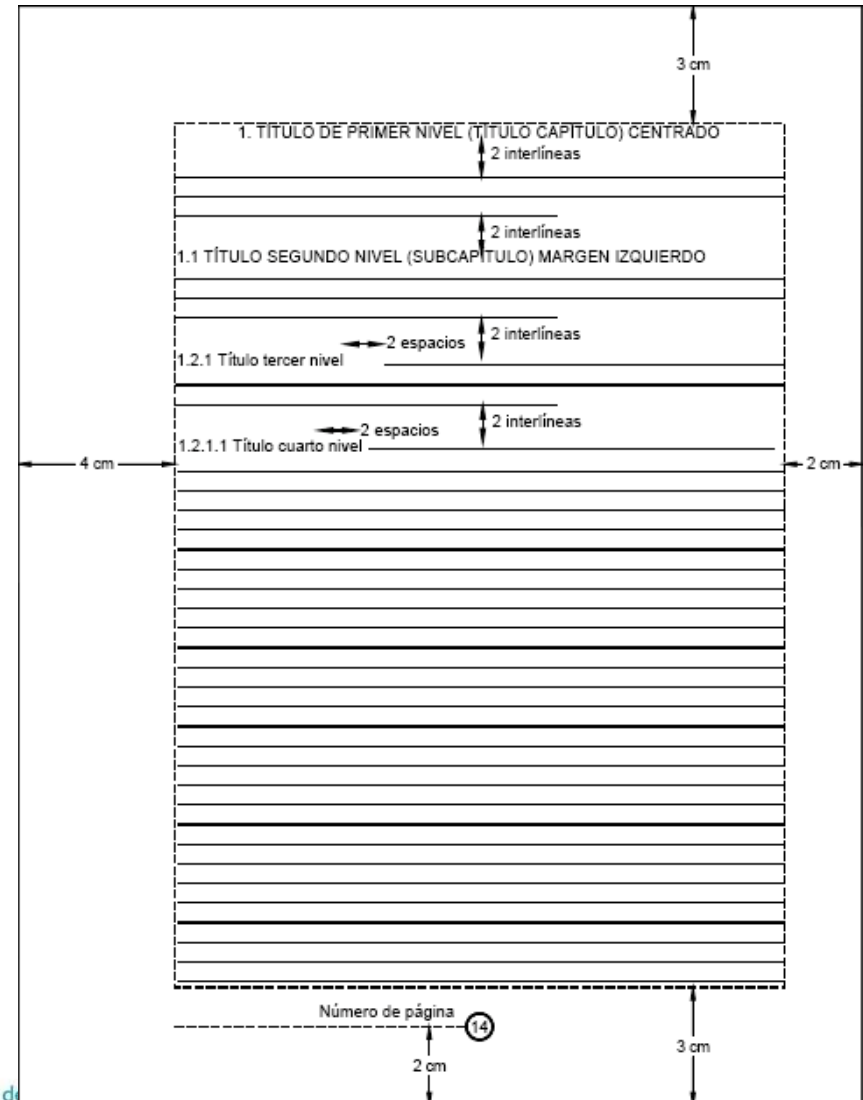 3 cm
1. TÍTULO DE PRIMER NIVEL (TÍTULO CAPÍTULO) CENTRADO
2 interlíneas
2 interlíneas
1.1 TÍTULO SEGUNDO NIVEL (SUBCAPÍTULO) MARGEN IZQUIERDO
2 interlíneas
2 espacios
1.2.1 Título tercer nivel
2 interlíneas
2 espacios
1.2.1.1 Título cuarto nivel
4 cm
2 cm
Número de página
14
3 cm
2 cm
de